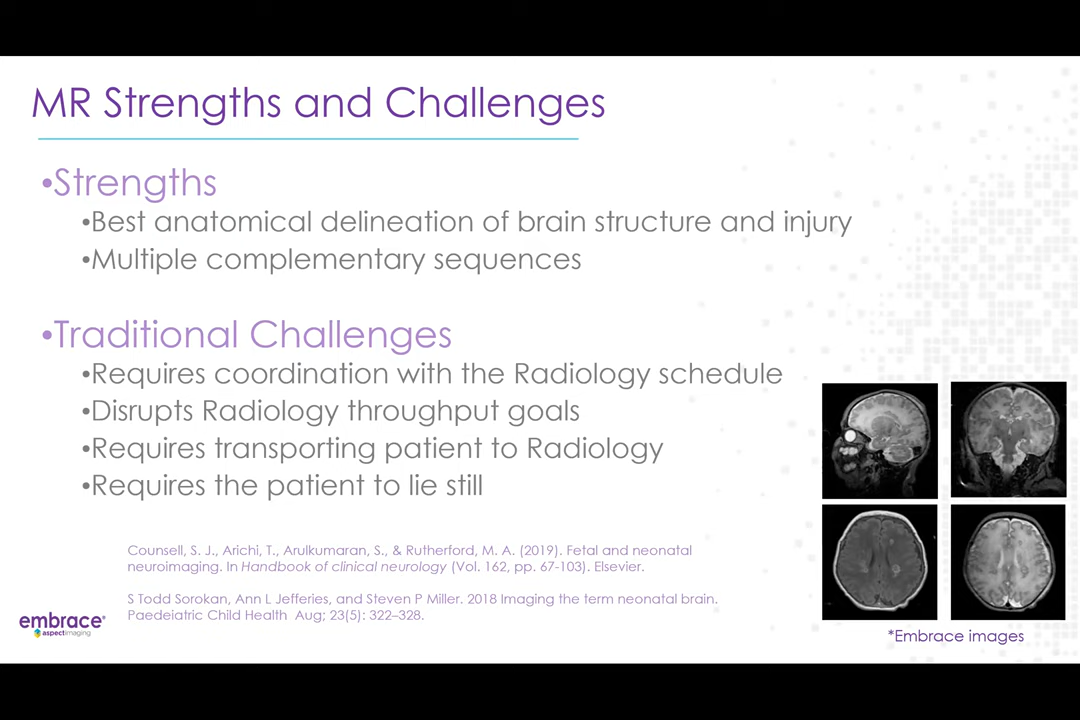 MR Strengths and Challenges
•Strengths
•Best anatomical delineation of brain structure and injury
•Multiple complementary sequences
•Traditional Challenges
•Requires coordination with the Radiology schedule
•Disrupts Radiology throughput goals
•Requires transporting patient to Radiology
•Requires the patient to lie still
Counsell, S. J., Arichi, T., Arulkumaran, S., & Rutherford, M. A. (2019). Fetal and neonatal
neuroimaging. In Handbook of clinical neurology (Vol. 162, pp. 67-103). Elsevier.
S Todd Sorokan, Ann L Jefferies, and Steven P Miller. 2018 Imaging the term neonatal brain.
Paedeiatric Child Health  Aug; 23(5): 322–328.
embrace®
aspectimaging
*Embrace images